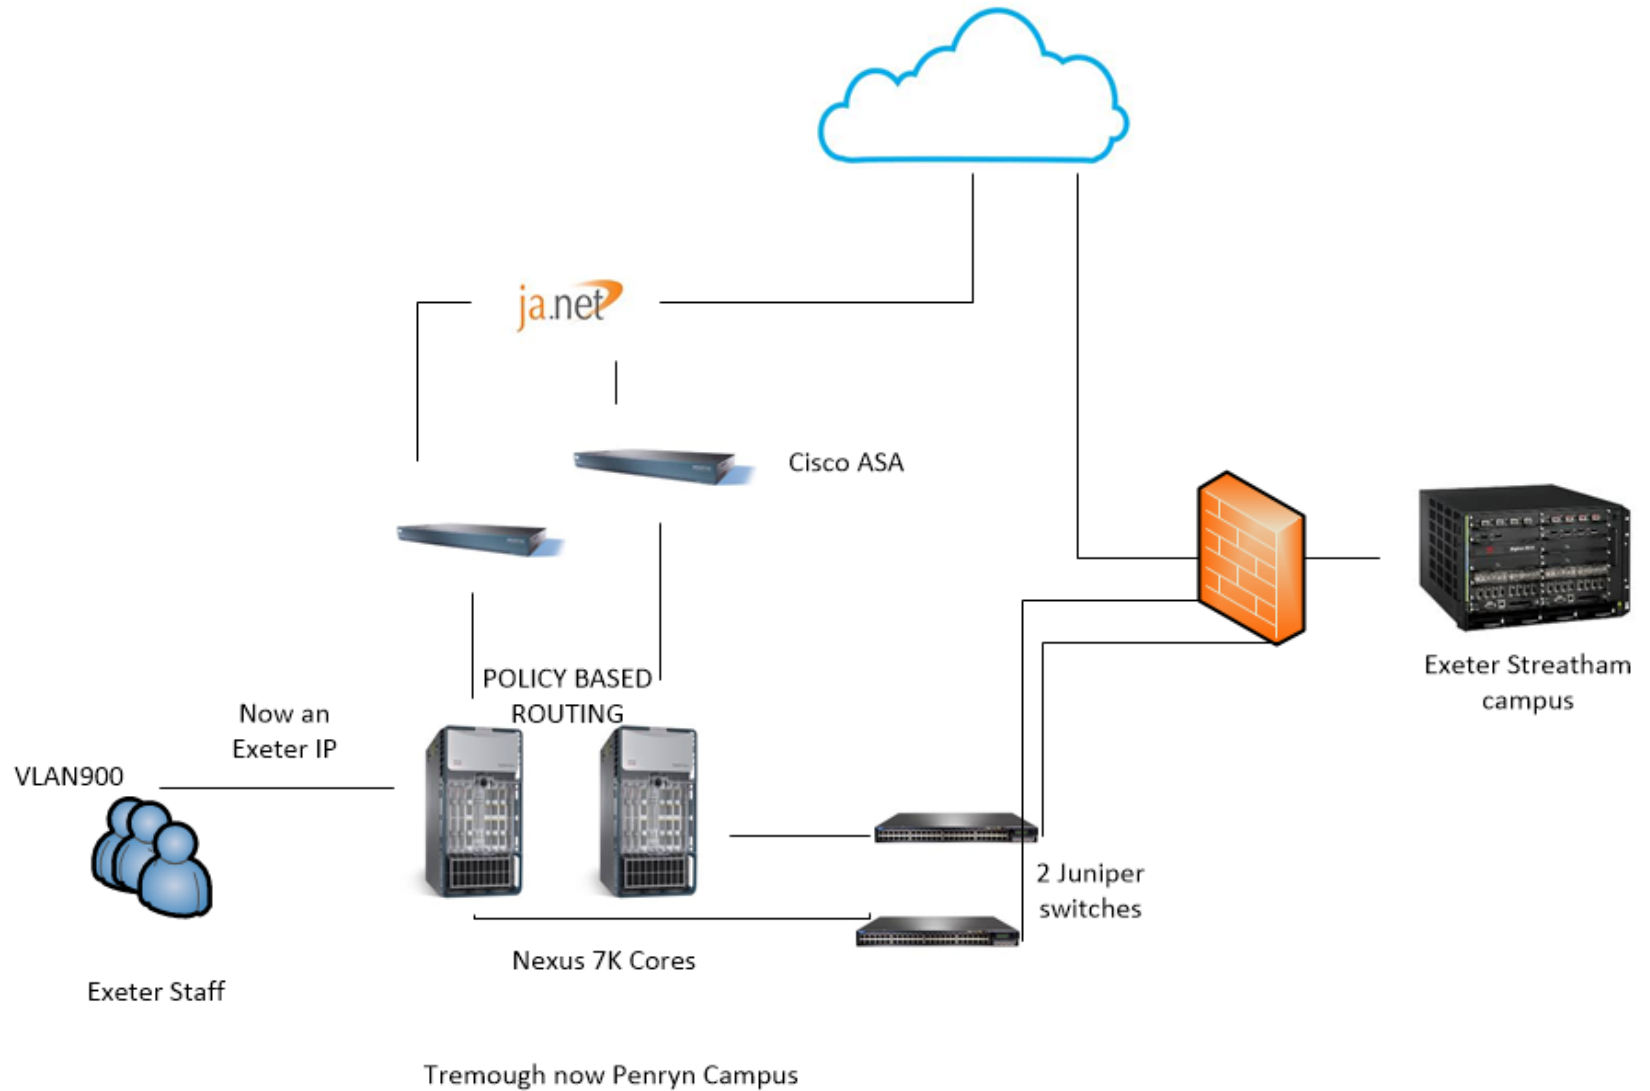 ja.net
Cisco ASA
POLICY BASED
ROUTING
Now an
Exeter IP
VLAN900
Exeter Streatham
campus
2 Juniper
switches
Nexus 7K Cores
Exeter Staff
Tremough now Penryn Campus